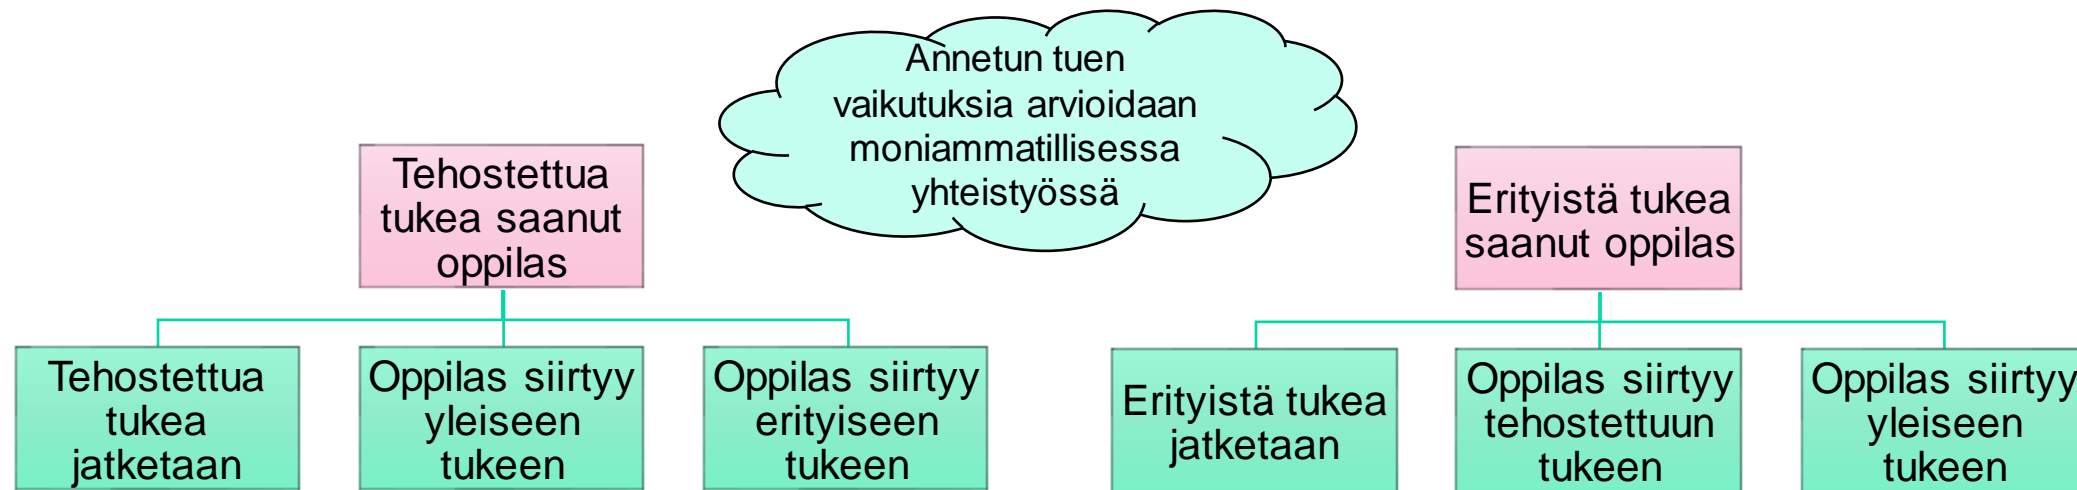 Annetun tuen
vaikutuksia arvioidaan
moniammatillisessa
yhteistyössä
Tehostettua
tukea saanut
oppilas
Erityistä tukea
saanut oppilas
Tehostettua
tukea
jatketaan
Oppilas siirtyy
yleiseen
tukeen
Oppilas siirtyy
erityiseen
tukeen
Erityistä tukea
jatketaan
Oppilas siirtyy
tehostettuun
tukeen
Oppilas siirtyy
yleiseen
tukeen